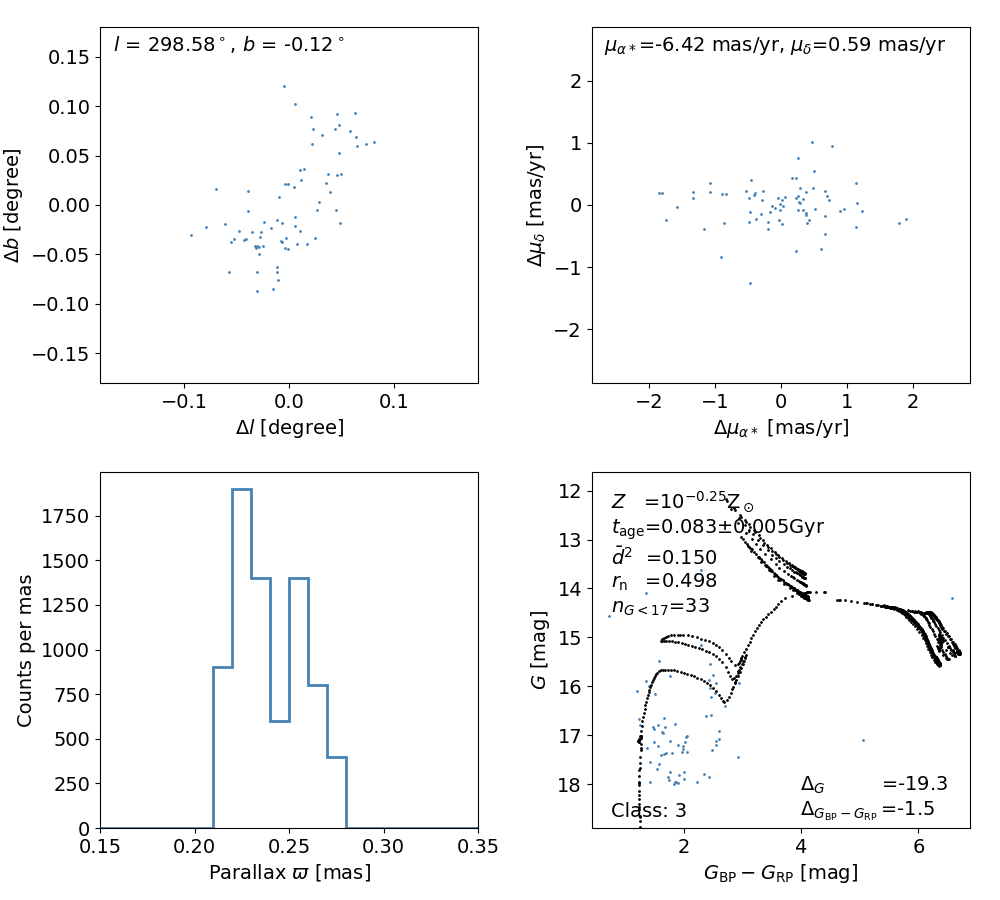 l = 298.58°, b = -0.12°
0.15
0.10
0.05
0.00
−0.05
−0.10
−0.15
Δb [degree]
−0.1 0.0 0.1
Δl [degree]
μα∗=-6.42 mas/yr, μδ=0.59 mas/yr
2
1
0
−1
−2
Δμδ [mas/yr]
−2 −1 0 1 2
Δμα∗ [mas/yr]
1750
1500
1250
1000
750
500
250
0
Counts per mas
0.15 0.20 0.25 0.30 0.35
Parallax ϖ [mas]
12
13
14
15
16
17
18
G [mag]
Z =10^−0.25 Z⊙
t_age=0.083±0.005Gyr
d̄² =0.150
r_n =0.498
n_G<17=33
Δ_G =-19.3
Class: 3
Δ_G_BP−G_RP =-1.5
2 4 6
G_BP − G_RP [mag]